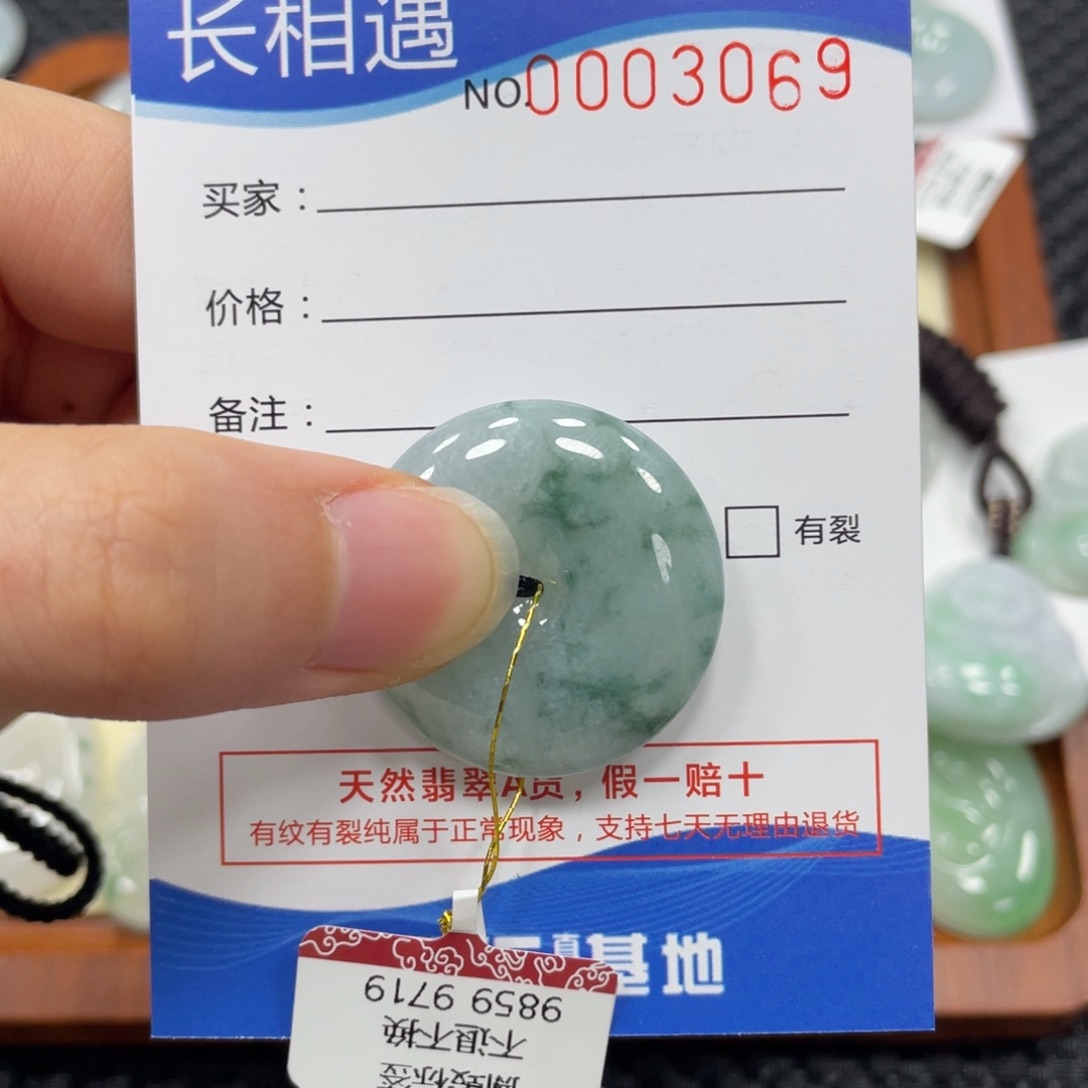 长相遇
NO.0003069
买家：
价格：
备注：
有裂
天然翡翠A货，假一赔十
有纹有裂纯属于正常现象，支持七天无理由退货
基地
9859 9719
不退不换
标签